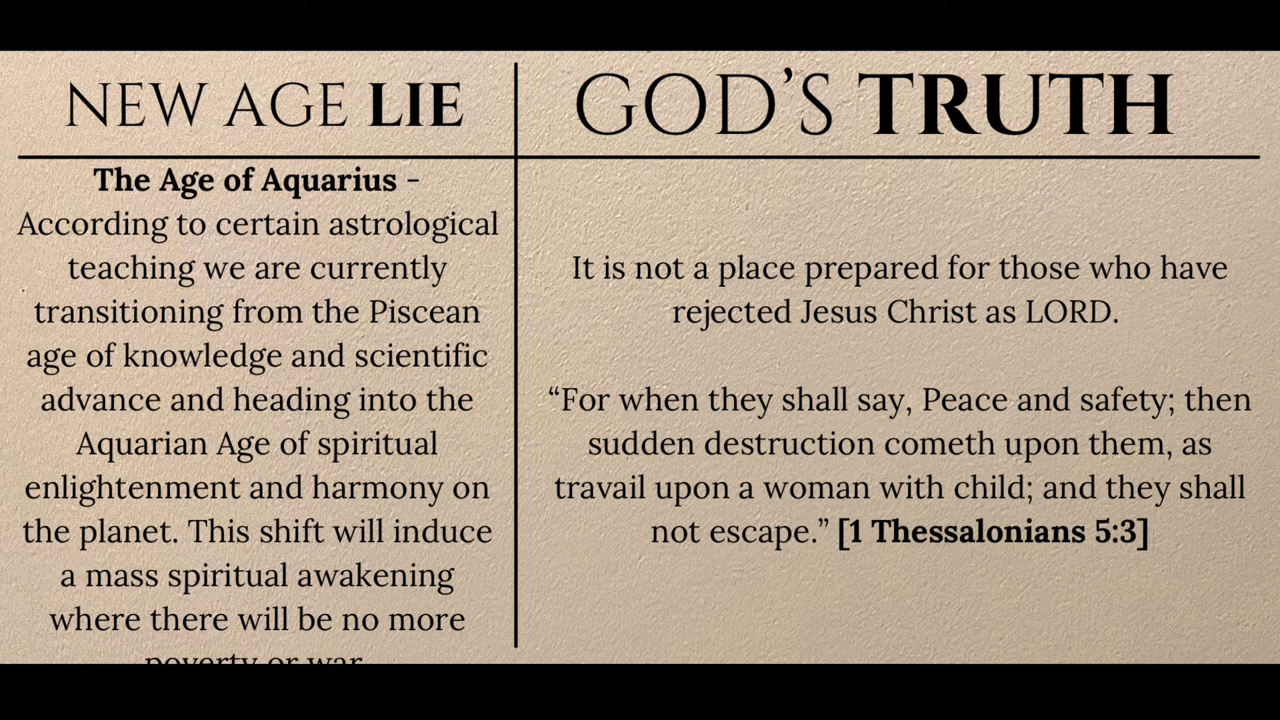 NEW AGE LIE
The Age of Aquarius -
According to certain astrological
teaching we are currently
transitioning from the Piscean
age of knowledge and scientific
advance and heading into the
Aquarian Age of spiritual
enlightenment and harmony on
the planet. This shift will induce
a mass spiritual awakening
where there will be no more
poverty or war
GOD'S TRUTH
It is not a place prepared for those who have
rejected Jesus Christ as LORD.
“For when they shall say, Peace and safety; then
sudden destruction cometh upon them, as
travail upon a woman with child; and they shall
not escape.” [1 Thessalonians 5:3]